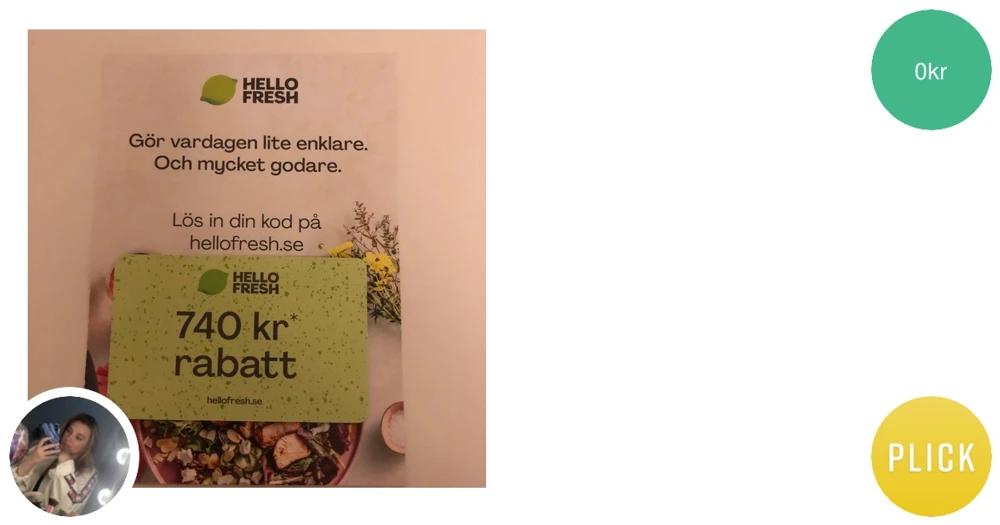 HELLO
FRESH
Gör vardagen lite enklare.
Och mycket godare.
Lös in din kod på
hellofresh.se
HELLO
FRESH
740 kr*
rabatt
hellofresh.se
0kr
PLICK